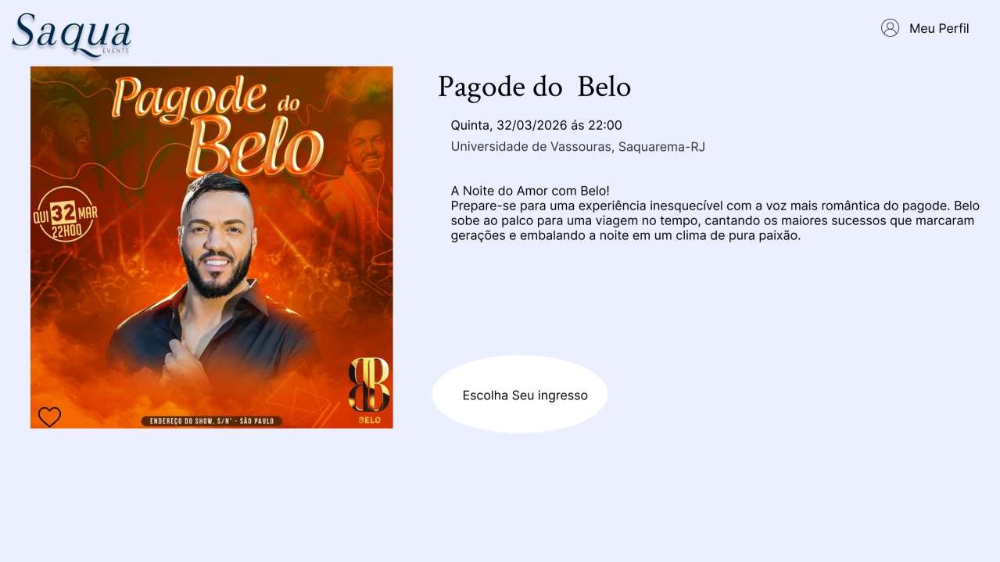 Saqua
EVENTS
Meu Perfil
Pagode do
Belo
QUI 32 MAR
22H00
BB
BELO
ENDEREÇO DO SHOW, S/Nº - SÃO PAULO
Pagode do Belo
Quinta, 32/03/2026 ás 22:00
Universidade de Vassouras, Saquarema-RJ
A Noite do Amor com Belo!
Prepare-se para uma experiência inesquecível com a voz mais romântica do pagode. Belo
sobe ao palco para uma viagem no tempo, cantando os maiores sucessos que marcaram
gerações e embalando a noite em um clima de pura paixão.
Escolha Seu ingresso